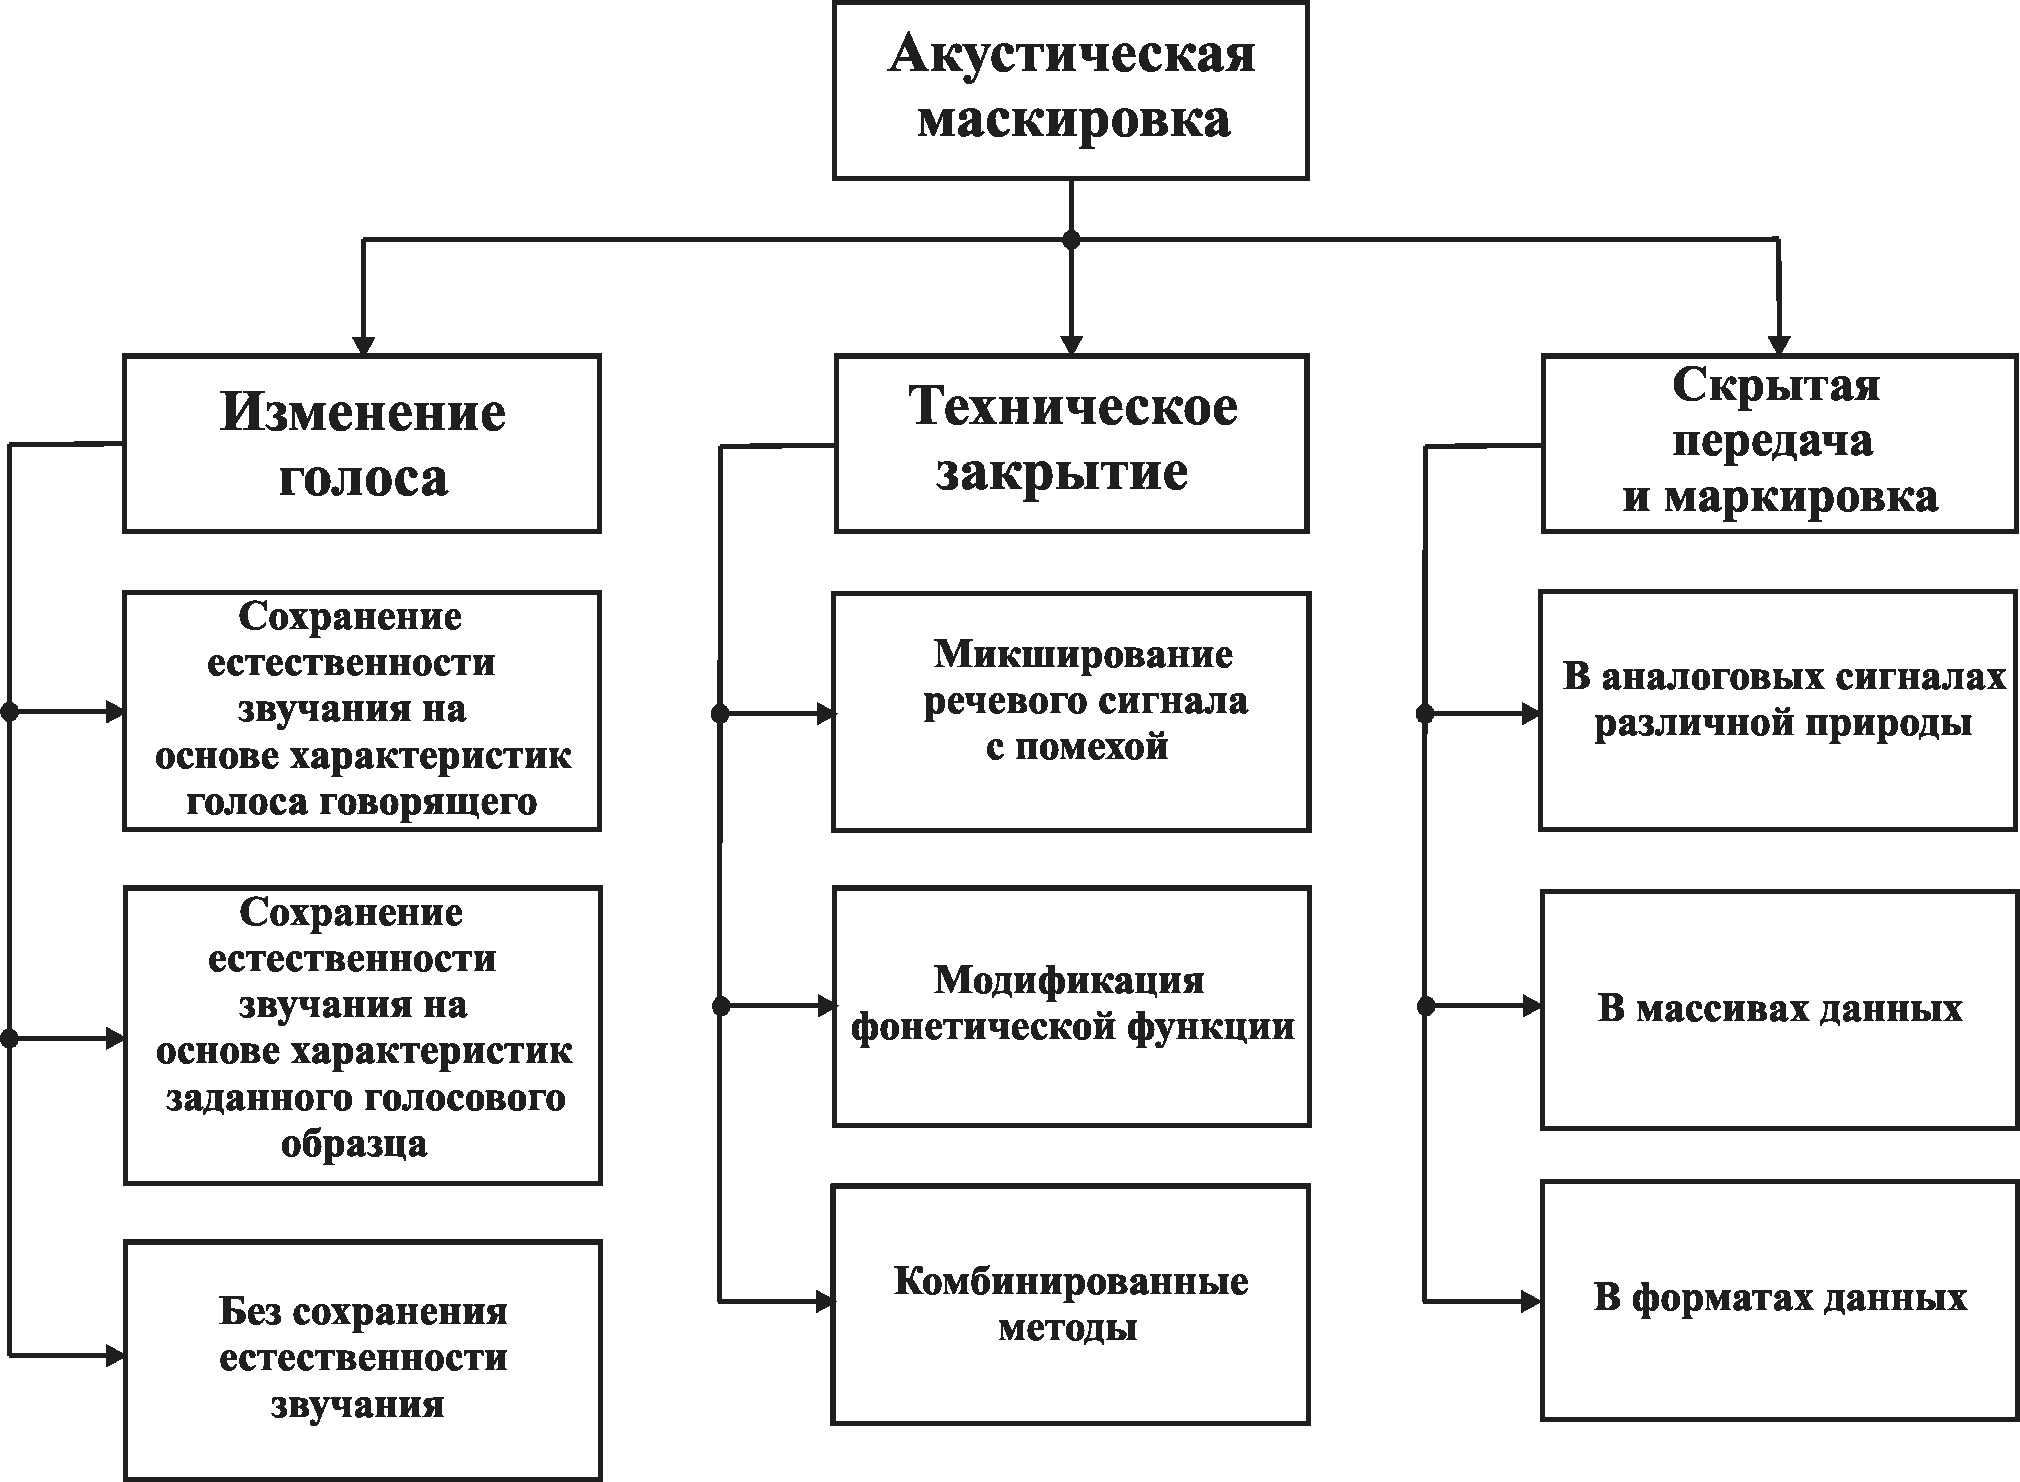 Акустическая
маскировка
Изменение
голоса
Сохранение
естественности
звучания на
основе характеристик
голоса говорящего
Сохранение
естественности
звучания на
основе характеристик
заданного голосового
образца
Без сохранения
естественности
звучания
Техническое
закрытие
Микширование
речевого сигнала
с помехой
Модификация
фонетической функции
Комбинированные
методы
Скрытая
передача
и маркировка
В аналоговых сигналах
различной природы
В массивах данных
В форматах данных